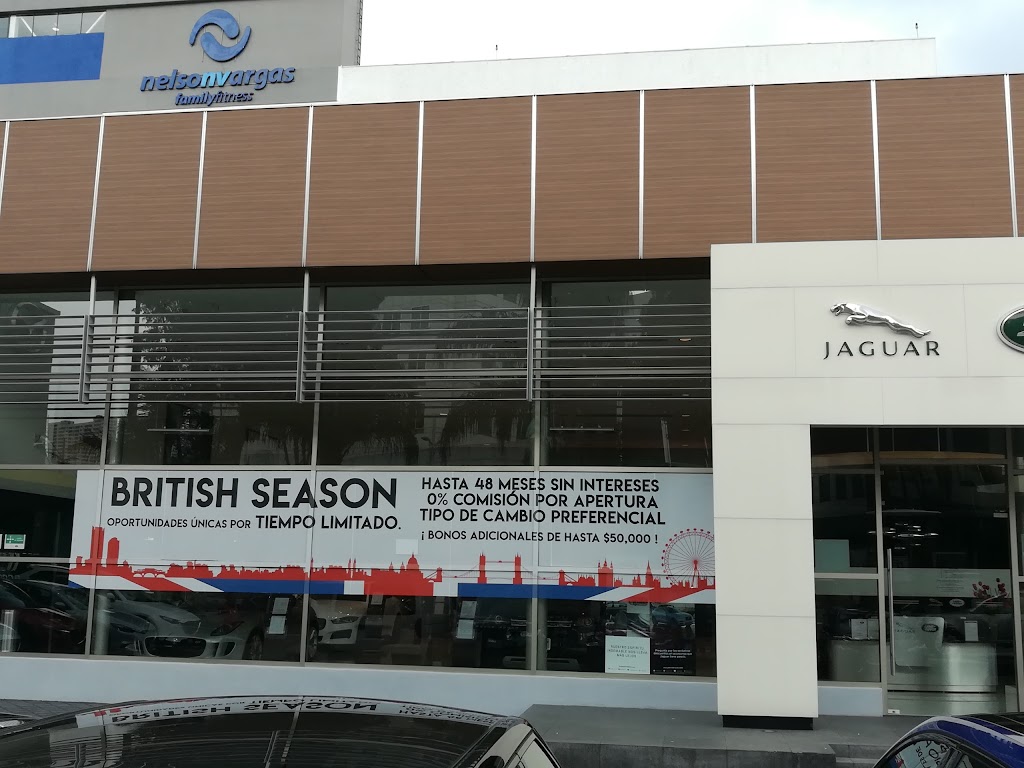 nelsonvargas
familyfitness
JAGUAR
BRITISH SEASON
OPORTUNIDADES ÚNICAS POR TIEMPO LIMITADO.
HASTA 48 MESES SIN INTERESES
0% COMISIÓN POR APERTURA
TIPO DE CAMBIO PREFERENCIAL
¡ BONOS ADICIONALES DE HASTA $50,000 !
BRITISH SEASON